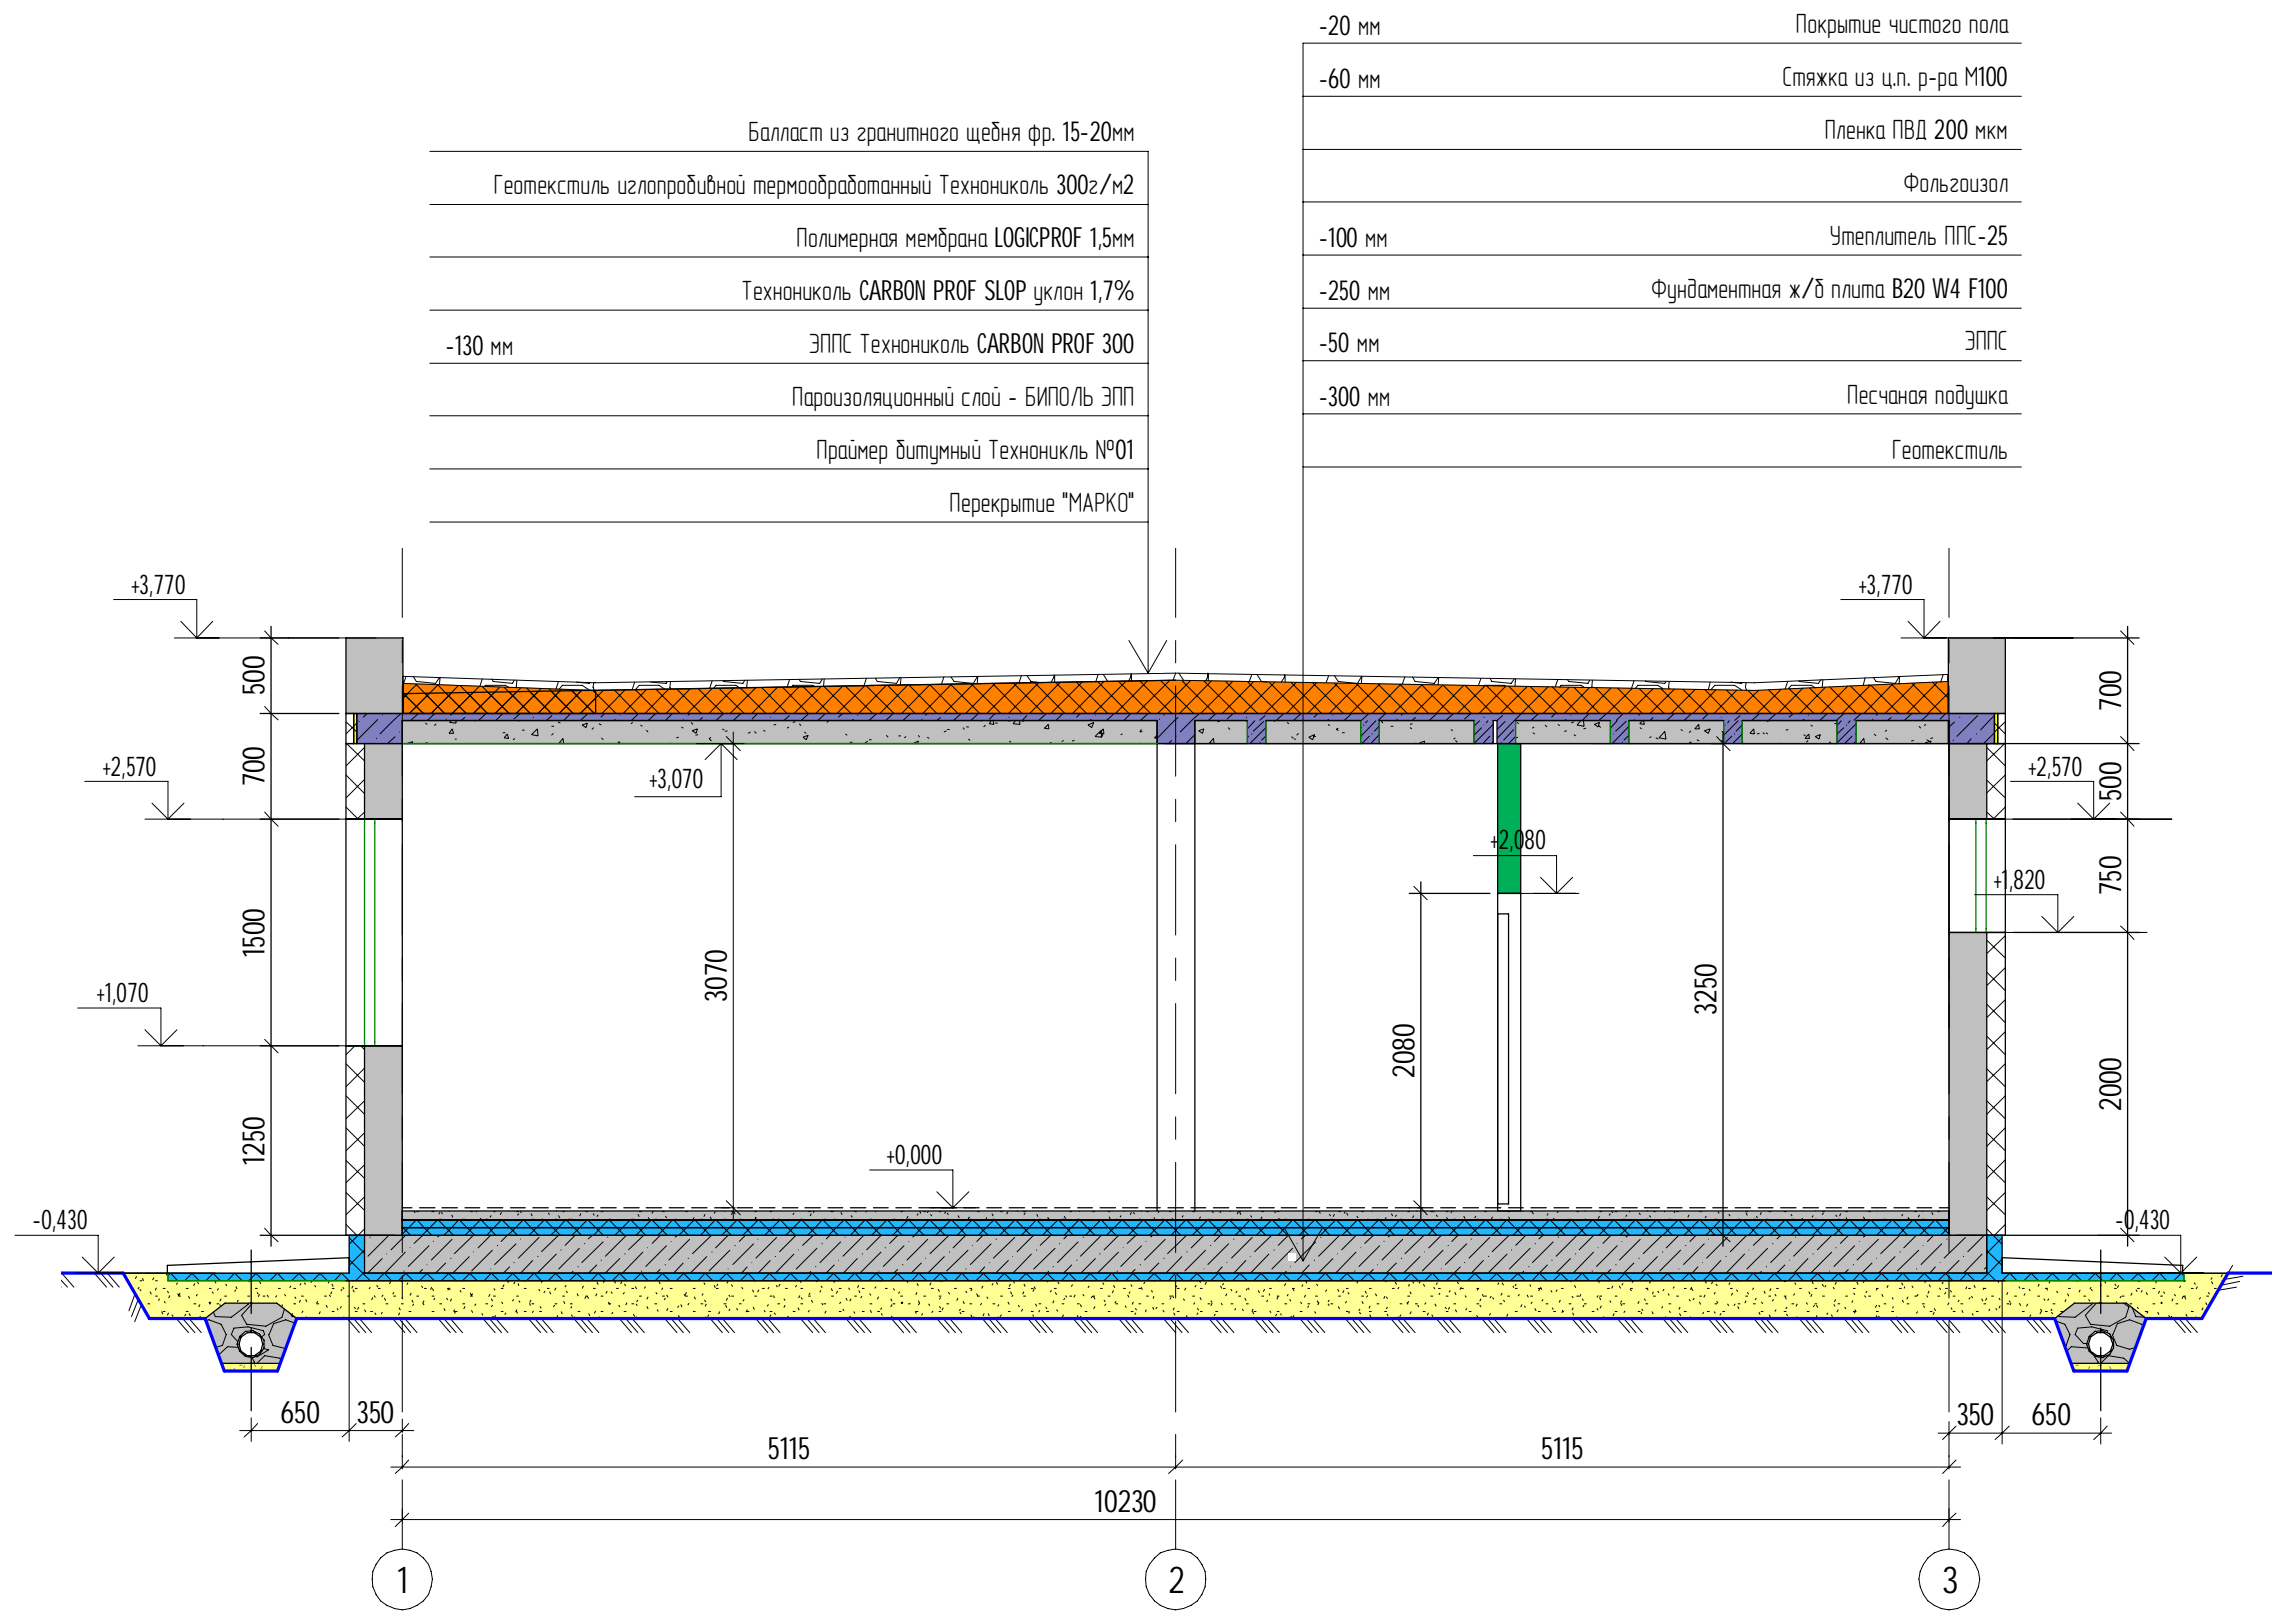 -20 мм Покрытие чистого пола
-60 мм Стяжка из ц.п. р-ра М100
Пленка ПВД 200 мкм
Фольгоизол
-100 мм Утеплитель ППС-25
-250 мм Фундаментная ж/б плита B20 W4 F100
-50 мм ЭППС
-300 мм Песчаная подушка
Геотекстиль
Балласт из гранитного щебня фр. 15-20мм
Геотекстиль иглопробивной термообработанный Технониколь 300г/м2
Полимерная мембрана LOGICPROF 1,5мм
Технониколь CARBON PROF SLOP уклон 1,7%
-130 мм ЭППС Технониколь CARBON PROF 300
Пароизоляционный слой - БИПОЛЬ ЭПП
Праймер битумный Техноникль №01
Перекрытие "МАРКО"
+3,770
+3,770
500
700
700
+2,570
+3,070
+2,570
500
+2,080
750
+1,820
1500
3070
3250
+1,070
2080
2000
1250
+0,000
-0,430
-0,430
650
350
350
650
5115
5115
10230
1
2
3